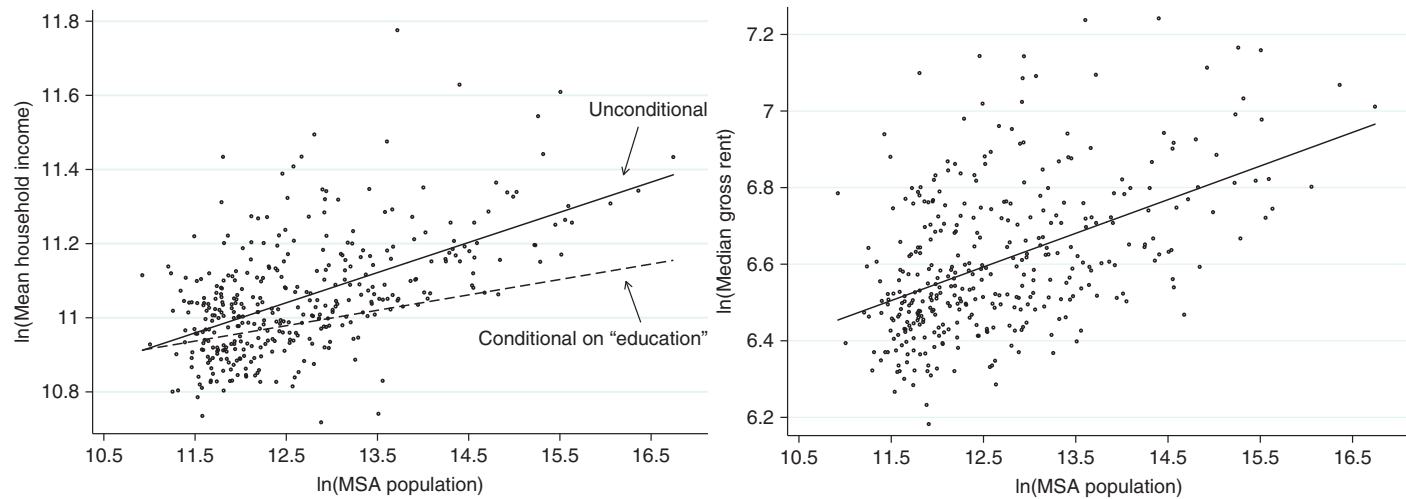 11.8
11.6
11.4
11.2
11
10.8
ln(Mean household income)
Unconditional
Conditional on “education”
10.5 11.5 12.5 13.5 14.5 15.5 16.5
ln(MSA population)
7.2
7
6.8
6.6
6.4
6.2
ln(Median gross rent)
10.5 11.5 12.5 13.5 14.5 15.5 16.5
ln(MSA population)